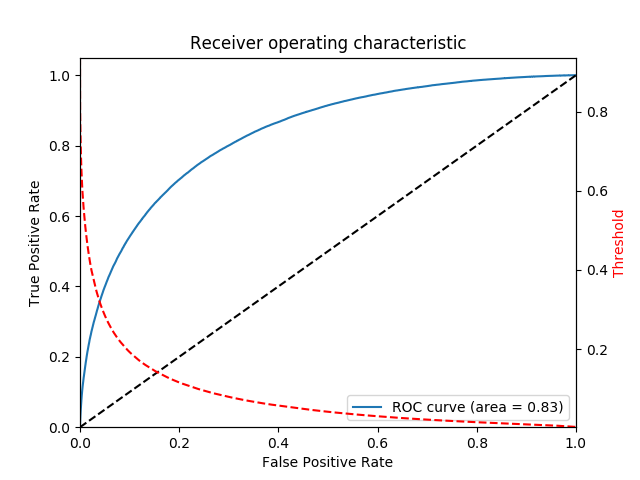 Receiver operating characteristic
1.0
0.8
0.6
0.4
0.2
0.0
True Positive Rate
0.8
0.6
0.4
0.2
Threshold
ROC curve (area = 0.83)
0.0 0.2 0.4 0.6 0.8 1.0
False Positive Rate